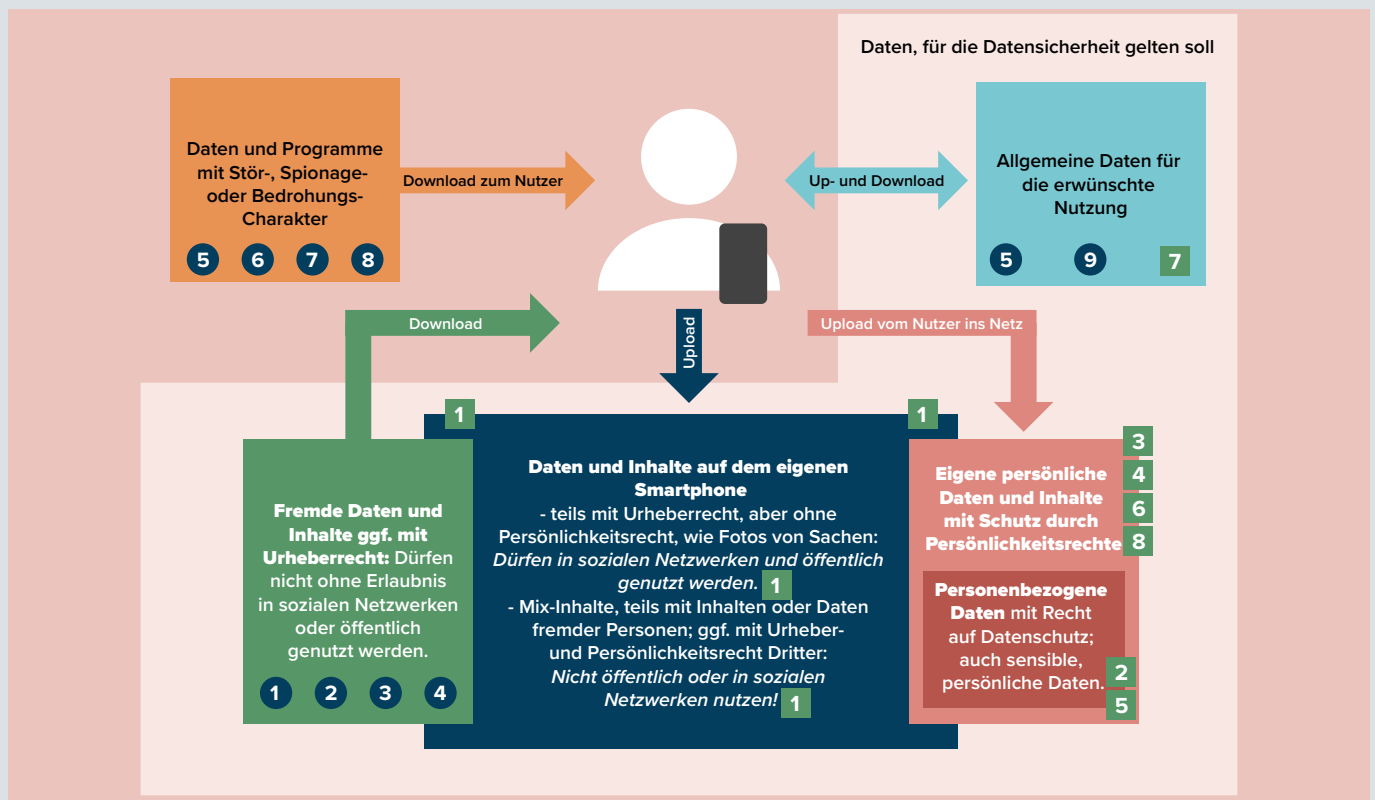 Daten, für die Datensicherheit gelten soll
Daten und Programme
mit Stör-, Spionage-
oder Bedrohungs-
Charakter
5 6 7 8
Download zum Nutzer
Up- und Download
Allgemeine Daten für
die erwünschte
Nutzung
5 9 7
Download
Upload
Upload vom Nutzer ins Netz
1
Fremde Daten und
Inhalte ggf. mit
Urheberrecht: Dürfen
nicht ohne Erlaubnis
in sozialen Netzwerken
oder öffentlich
genutzt werden.
1 2 3 4
1
Daten und Inhalte auf dem eigenen
Smartphone
- teils mit Urheberrecht, aber ohne
Persönlichkeitsrecht, wie Fotos von Sachen:
Dürfen in sozialen Netzwerken und öffentlich
genutzt werden. 1
- Mix-Inhalte, teils mit Inhalten oder Daten
fremder Personen; ggf. mit Urheber-
und Persönlichkeitsrecht Dritter:
Nicht öffentlich oder in sozialen
Netzwerken nutzen! 1
Eigene persönliche
Daten und Inhalte
mit Schutz durch
Persönlichkeitsrechte
3
4
6
8
Personenbezogene
Daten mit Recht
auf Datenschutz;
auch sensible,
persönliche Daten.
2
5